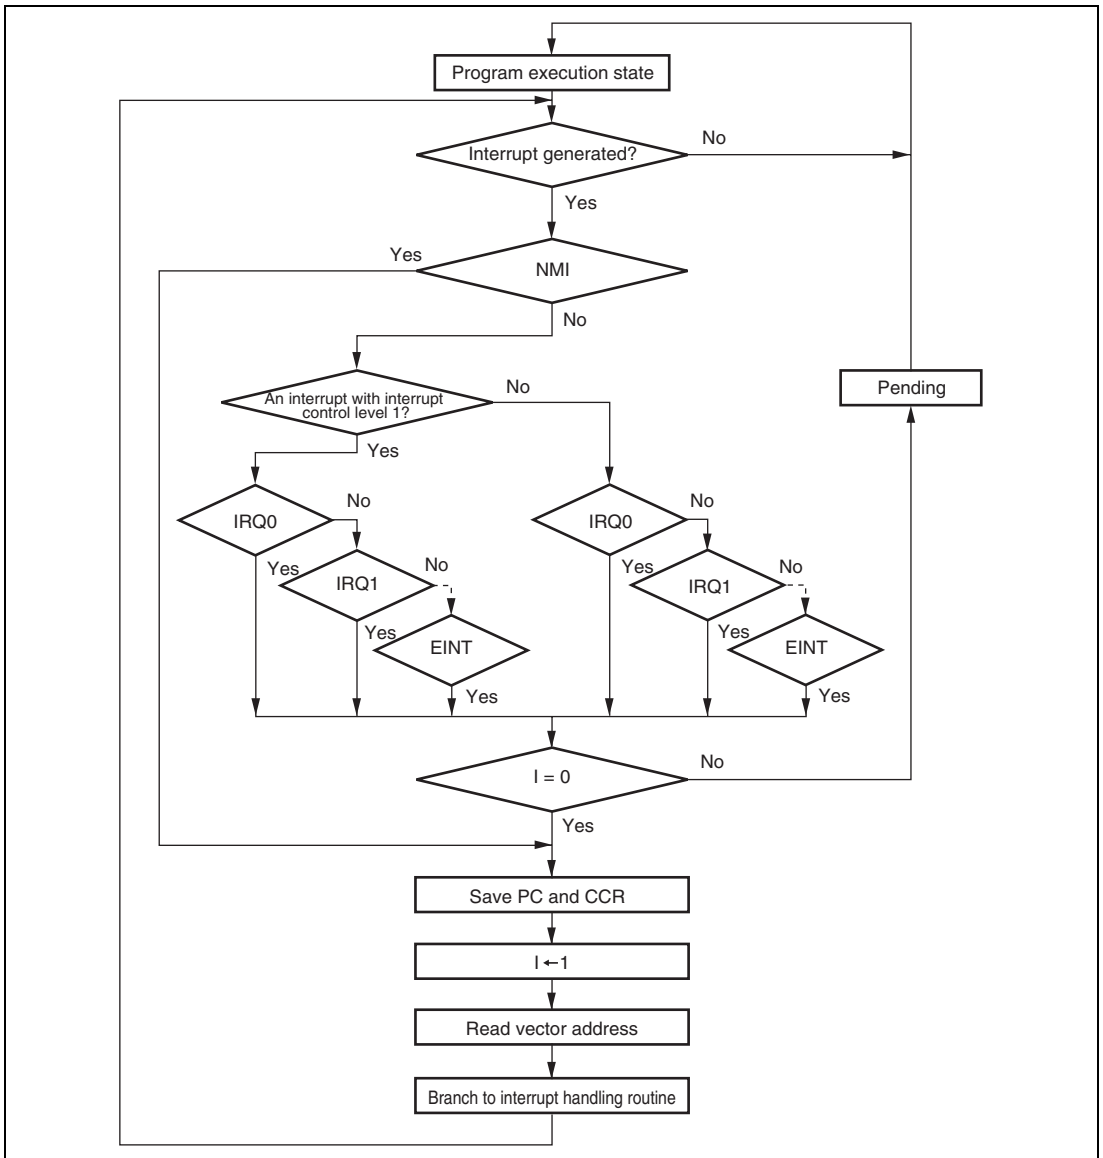 Program execution state
Interrupt generated?
No
Yes
Yes
NMI
No
An interrupt with interrupt
control level 1?
No
Yes
IRQ0
No
Yes
IRQ1
No
Yes
EINT
Yes
IRQ0
No
Yes
IRQ1
No
Yes
EINT
Yes
Pending
I = 0
No
Yes
Save PC and CCR
I ←1
Read vector address
Branch to interrupt handling routine